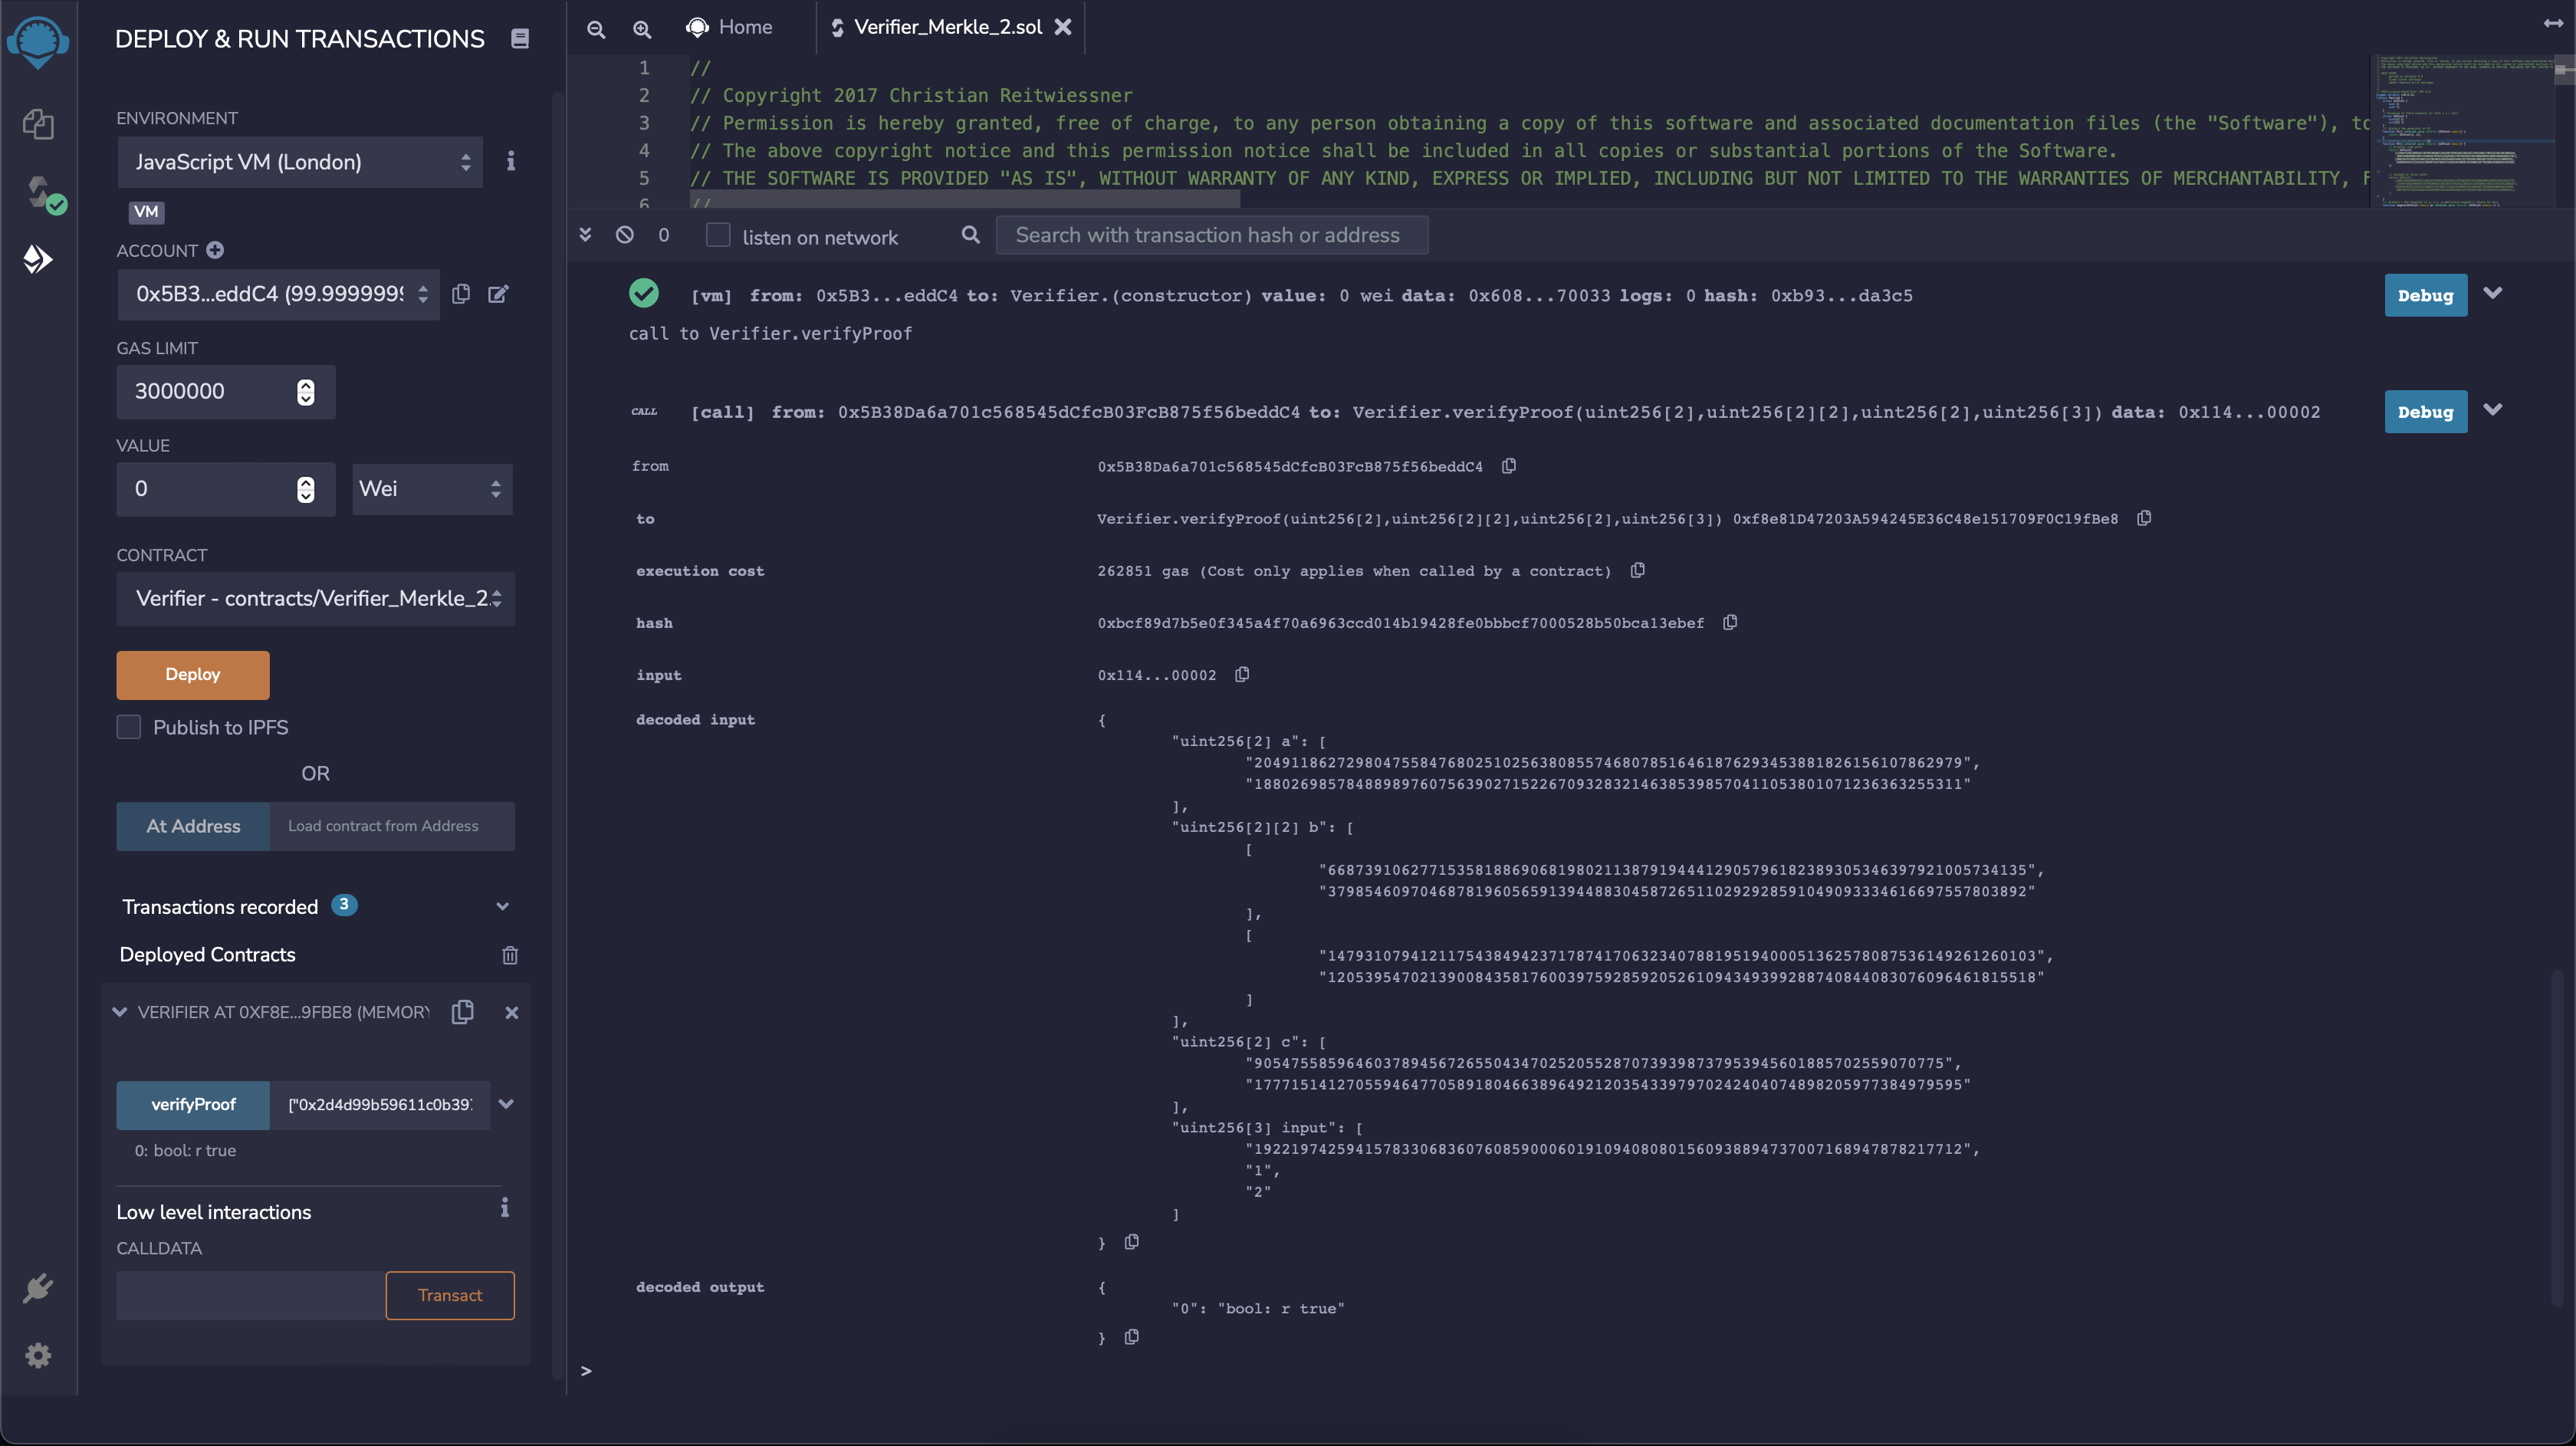 DEPLOY & RUN TRANSACTIONS
ENVIRONMENT
JavaScript VM (London)
VM
ACCOUNT
0x5B3...eddC4 (99.9999999
GAS LIMIT
3000000
VALUE
0
Wei
CONTRACT
Verifier - contracts/Verifier_Merkle_2.
Deploy
Publish to IPFS
OR
At Address
Load contract from Address
Transactions recorded 3
Deployed Contracts
VERIFIER AT 0XF8E...9FBE8 (MEMORY
verifyProof
["0x2d4d99b59611c0b397
0: bool: r true
Low level interactions
CALLDATA
Transact
Home
Verifier_Merkle_2.sol
1 //
2 // Copyright 2017 Christian Reitwiessner
3 // Permission is hereby granted, free of charge, to any person obtaining a copy of this software and associated documentation files (the "Software"), to
4 // The above copyright notice and this permission notice shall be included in all copies or substantial portions of the Software.
5 // THE SOFTWARE IS PROVIDED "AS IS", WITHOUT WARRANTY OF ANY KIND, EXPRESS OR IMPLIED, INCLUDING BUT NOT LIMITED TO THE WARRANTIES OF MERCHANTABILITY, F
6 //
0
listen on network
Search with transaction hash or address
[vm] from: 0x5B3...eddC4 to: Verifier.(constructor) value: 0 wei data: 0x608...70033 logs: 0 hash: 0xb93...da3c5
Debug
call to Verifier.verifyProof
CALL
[call] from: 0x5B38Da6a701c568545dCfcB03FcB875f56beddC4 to: Verifier.verifyProof(uint256[2],uint256[2][2],uint256[2],uint256[3]) data: 0x114...00002
Debug
from
0x5B38Da6a701c568545dCfcB03FcB875f56beddC4
to
Verifier.verifyProof(uint256[2],uint256[2][2],uint256[2],uint256[3]) 0xf8e81D47203A594245E36C48e151709F0C19fBe8
execution cost
262851 gas (Cost only applies when called by a contract)
hash
0xbcf89d7b5e0f345a4f70a6963ccd014b19428fe0bbbcf7000528b50bca13ebef
input
0x114...00002
decoded input
{
"uint256[2] a": [
"20491186272980475584768025102563808557468078516461876293453881826156107862979",
"18802698578488989760756390271522670932832146385398570411053801071236363255311"
],
"uint256[2][2] b": [
[
"6687391062771535818869068198021138791944412905796182389305346397921005734135",
"3798546097046878196056591394488304587265110292928591049093334616697557803892"
],
[
"14793107941211754384942371787417063234078819519400051362578087536149261260103",
"12053954702139008435817600397592859205261094349399288740844083076096461815518"
]
],
"uint256[2] c": [
"9054755859646037894567265504347025205528707393987379539456018857025590707​75",
"17771514127055946477058918046638964921203543397970242404074898205977384979595"
],
"uint256[3] input": [
"19221974259415783306836076085900060191094080801560938894737007168947878217712",
"1",
"2"
]
}
decoded output
{
"0": "bool: r true"
}
>